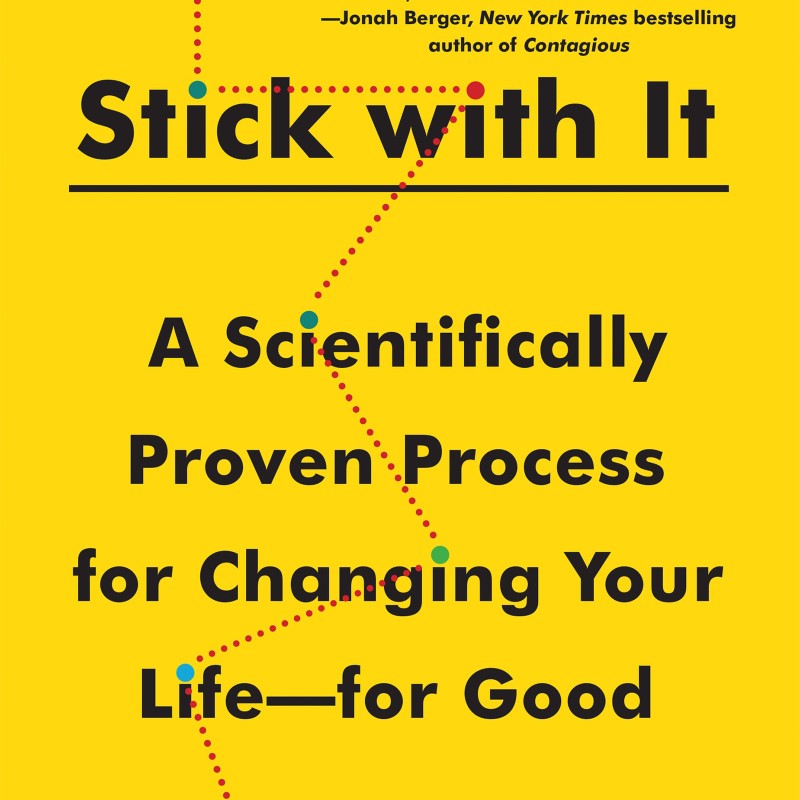 —Jonah Berger, New York Times bestselling
author of Contagious
Stick with It
A Scientifically
Proven Process
for Changing Your
Life—for Good